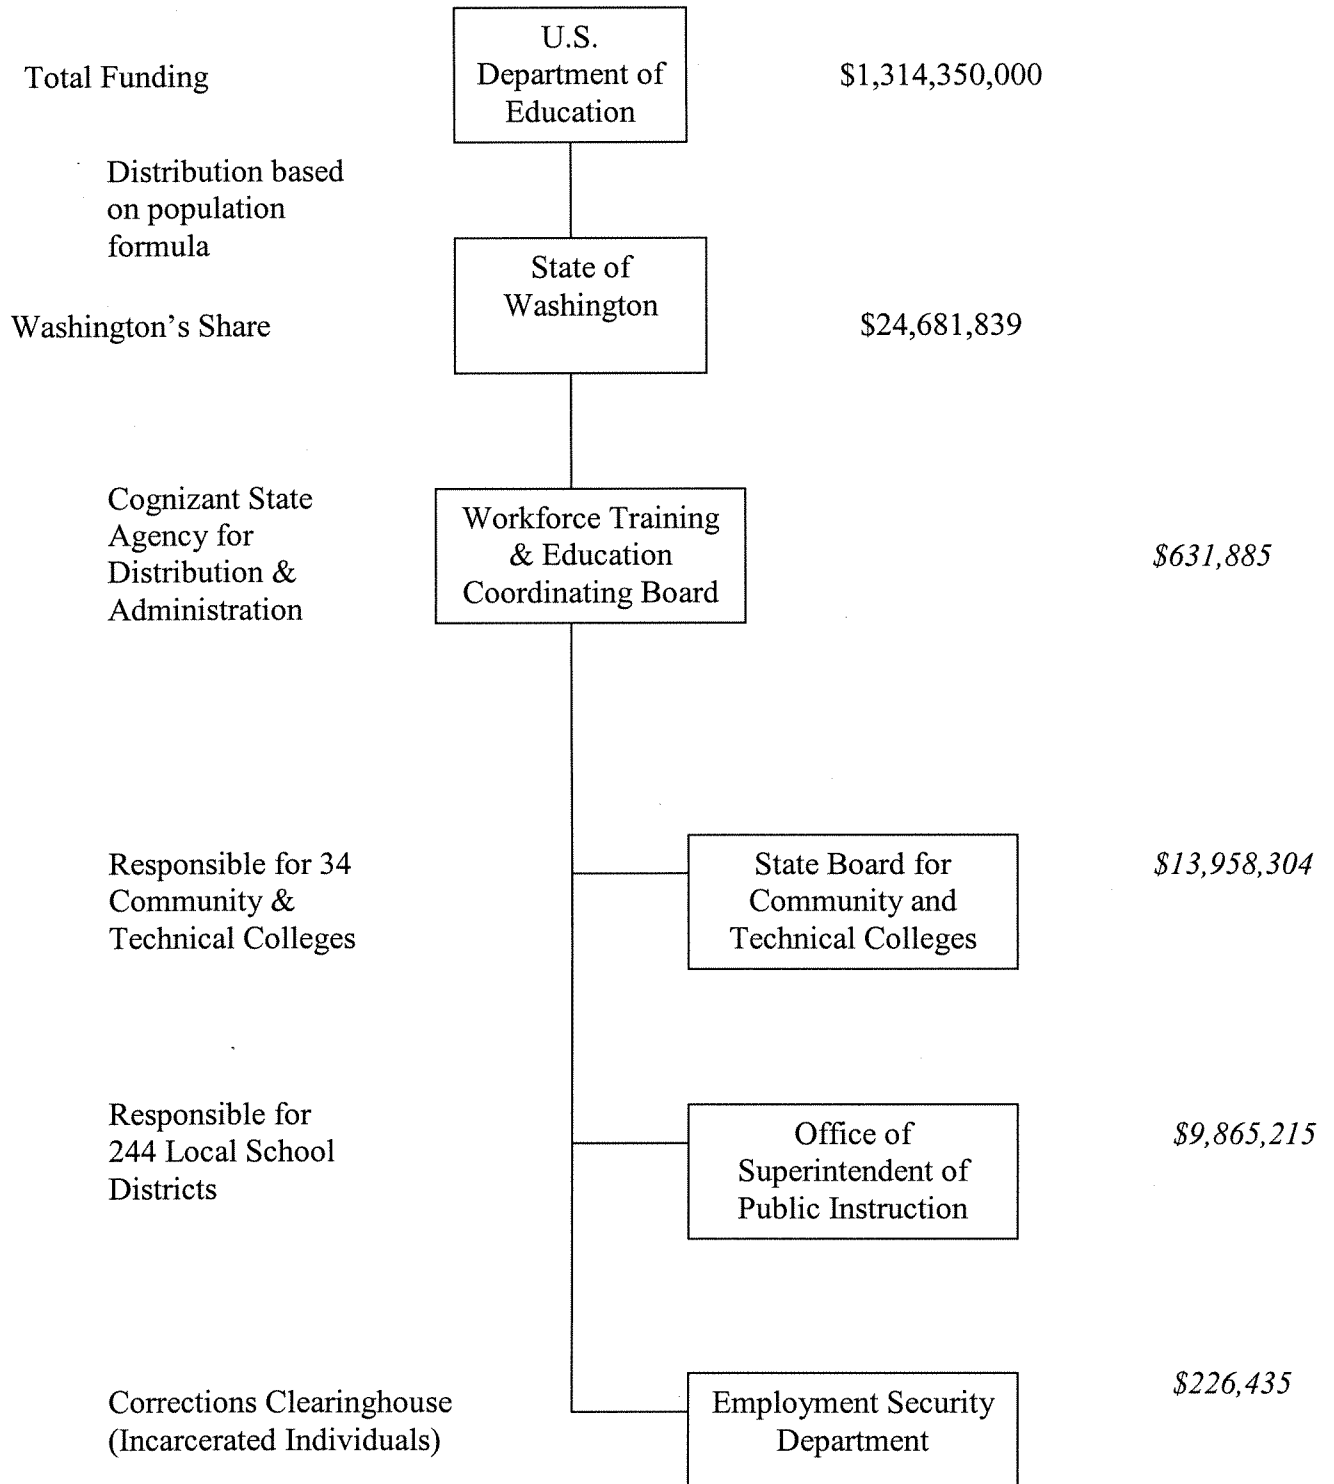 Total Funding
U.S.
Department of
Education
$1,314,350,000
Distribution based
on population
formula
State of
Washington
Washington’s Share
$24,681,839
Cognizant State
Agency for
Distribution &
Administration
Workforce Training
& Education
Coordinating Board
$631,885
Responsible for 34
Community &
Technical Colleges
State Board for
Community and
Technical Colleges
$13,958,304
Responsible for
244 Local School
Districts
Office of
Superintendent of
Public Instruction
$9,865,215
Corrections Clearinghouse
(Incarcerated Individuals)
Employment Security
Department
$226,435